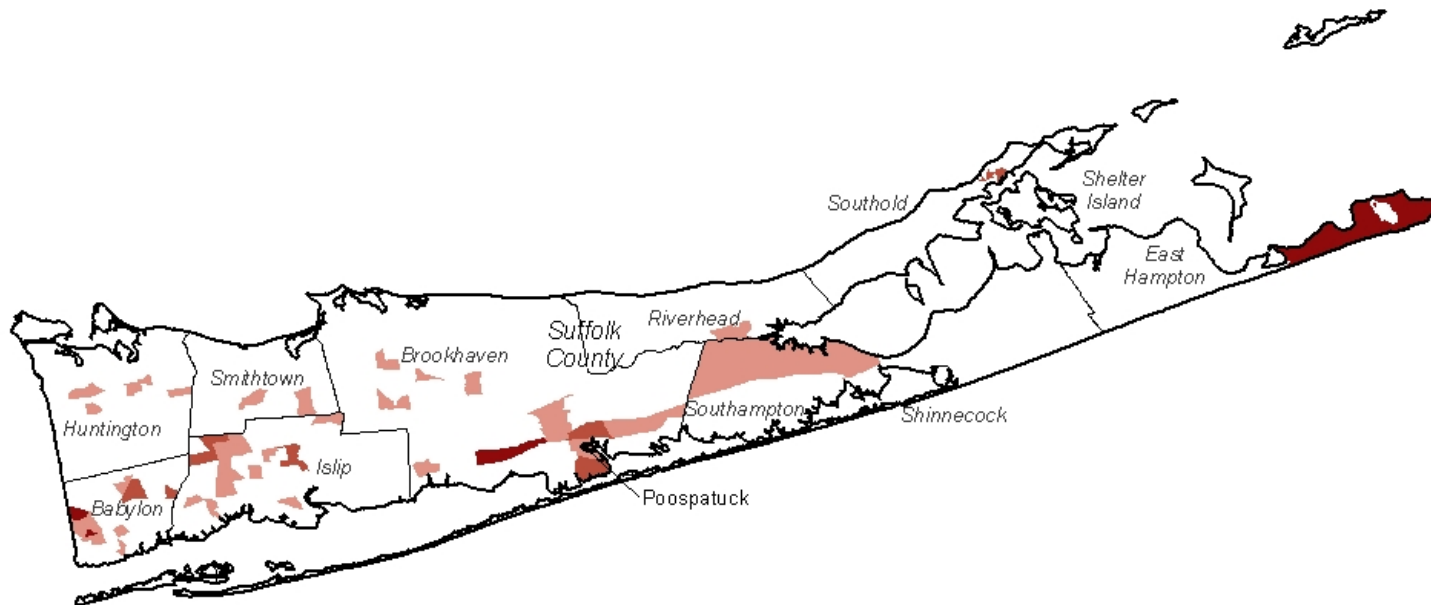 Shelter
Island
Southold
East
Hampton
Riverhead
Suffolk
County
Brookhaven
Smithtown
Southampton
Shinnecock
Huntington
Islip
Poospatuck
Babylon